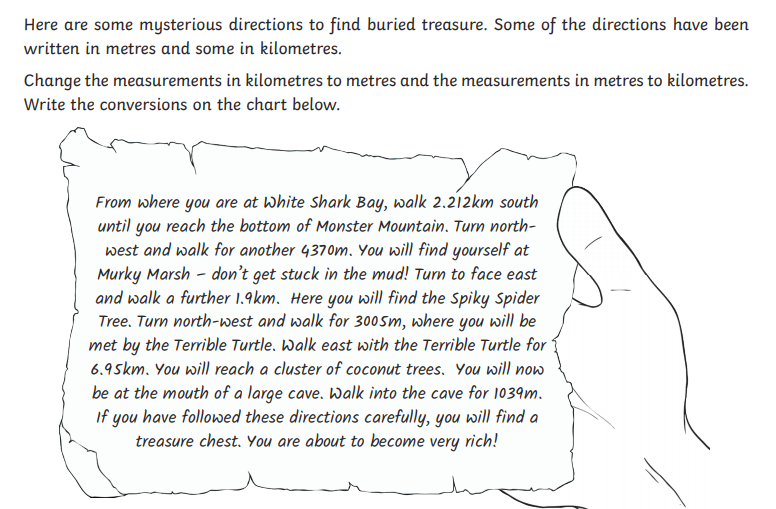 Here are some mysterious directions to find buried treasure. Some of the directions have been
written in metres and some in kilometres.
Change the measurements in kilometres to metres and the measurements in metres to kilometres.
Write the conversions on the chart below.
From where you are at White Shark Bay, walk 2.212km south
until you reach the bottom of Monster Mountain. Turn north-
west and walk for another 4370m. You will find yourself at
Murky Marsh – don't get stuck in the mud! Turn to face east
and walk a further 1.9km. Here you will find the Spiky Spider
Tree. Turn north-west and walk for 3005m, where you will be
met by the Terrible Turtle. Walk east with the Terrible Turtle for
6.95km. You will reach a cluster of coconut trees. You will now
be at the mouth of a large cave. Walk into the cave for 1039m.
If you have followed these directions carefully, you will find a
treasure chest. You are about to become very rich!